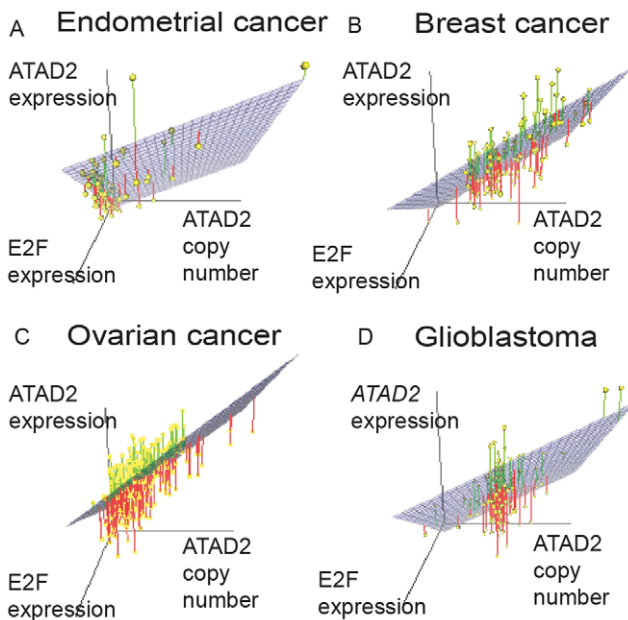 A
Endometrial cancer
ATAD2
expression
E2F
expression
ATAD2
copy
number
B
Breast cancer
ATAD2
expression
E2F
expression
ATAD2
copy
number
C
Ovarian cancer
ATAD2
expression
E2F
expression
ATAD2
copy
number
D
Glioblastoma
ATAD2
expression
E2F
expression
ATAD2
copy
number